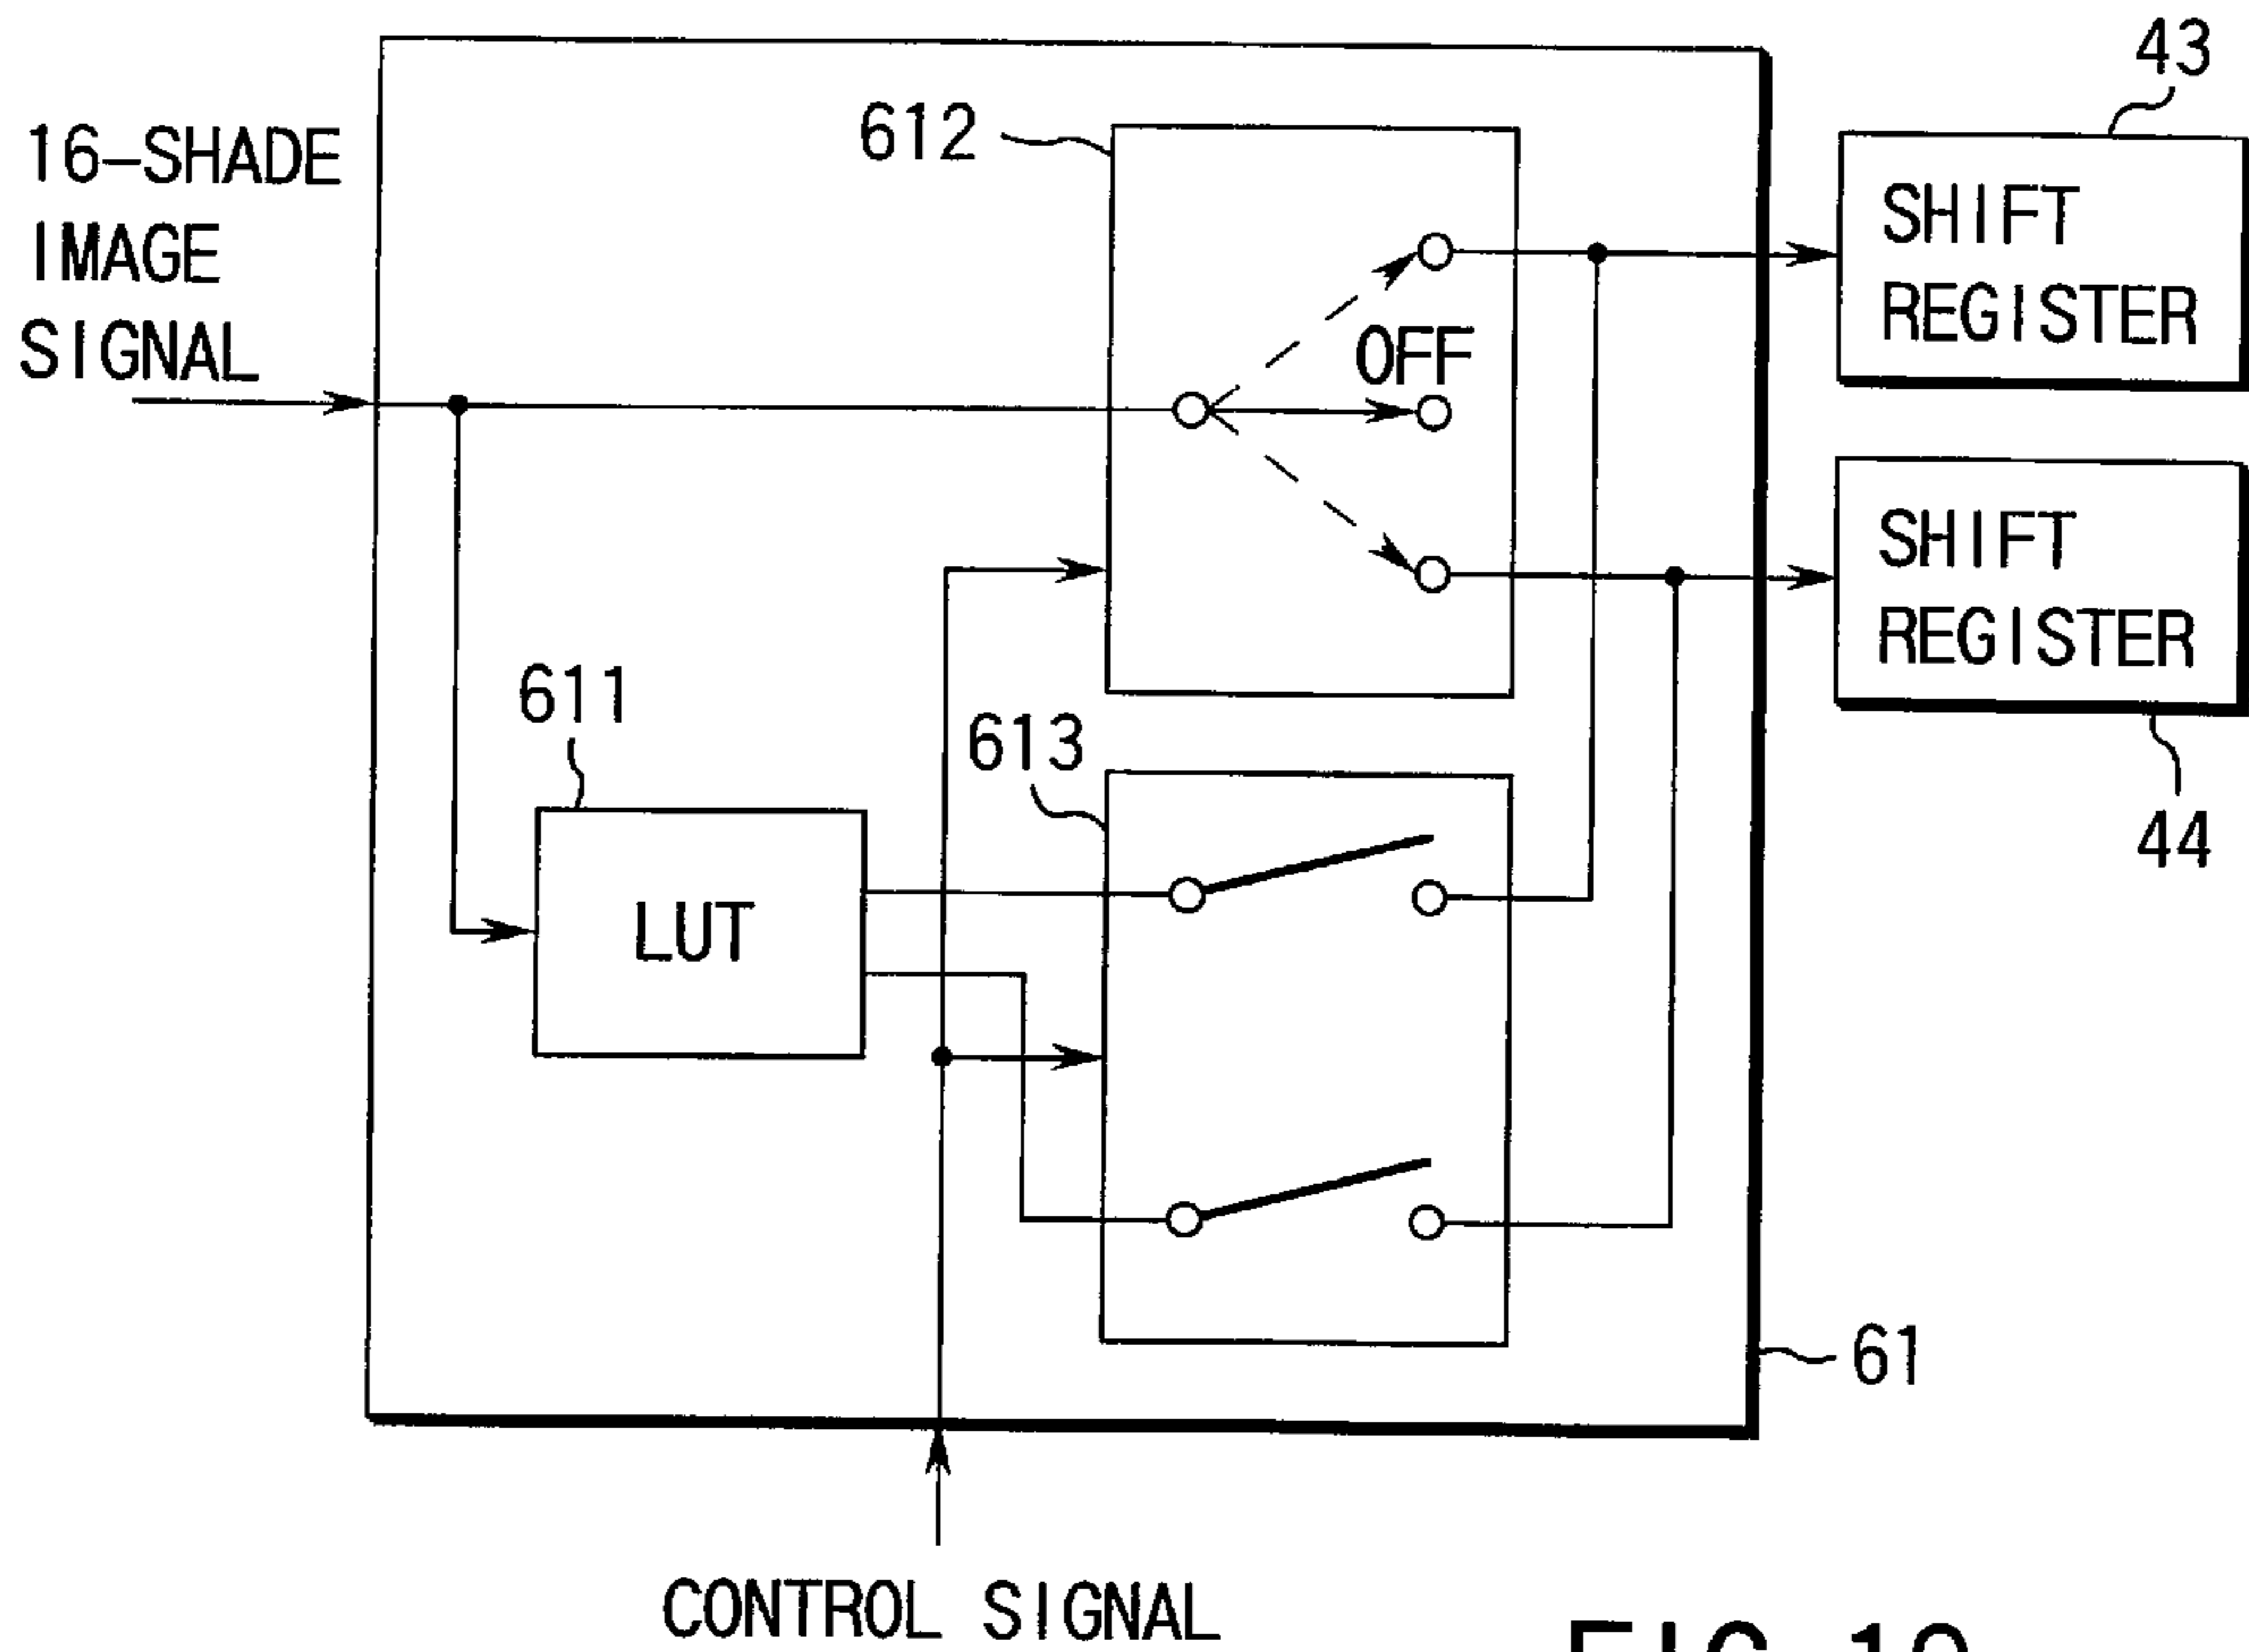 43
612
16-SHADE
IMAGE
SIGNAL
SHIFT
REGISTER
OFF
SHIFT
REGISTER
611
613
44
LUT
61
CONTROL SIGNAL